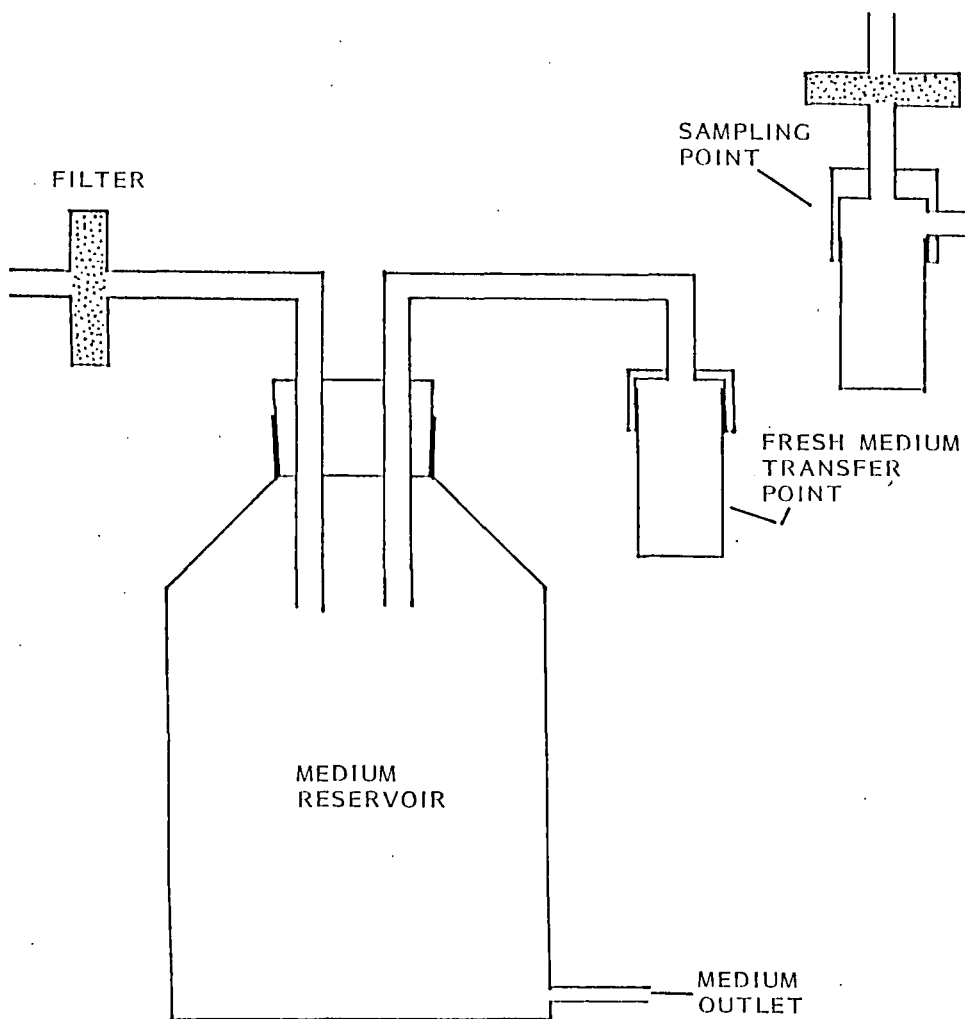 SAMPLING
POINT
FILTER
FRESH MEDIUM
TRANSFER
POINT
MEDIUM
RESERVOIR
MEDIUM
OUTLET